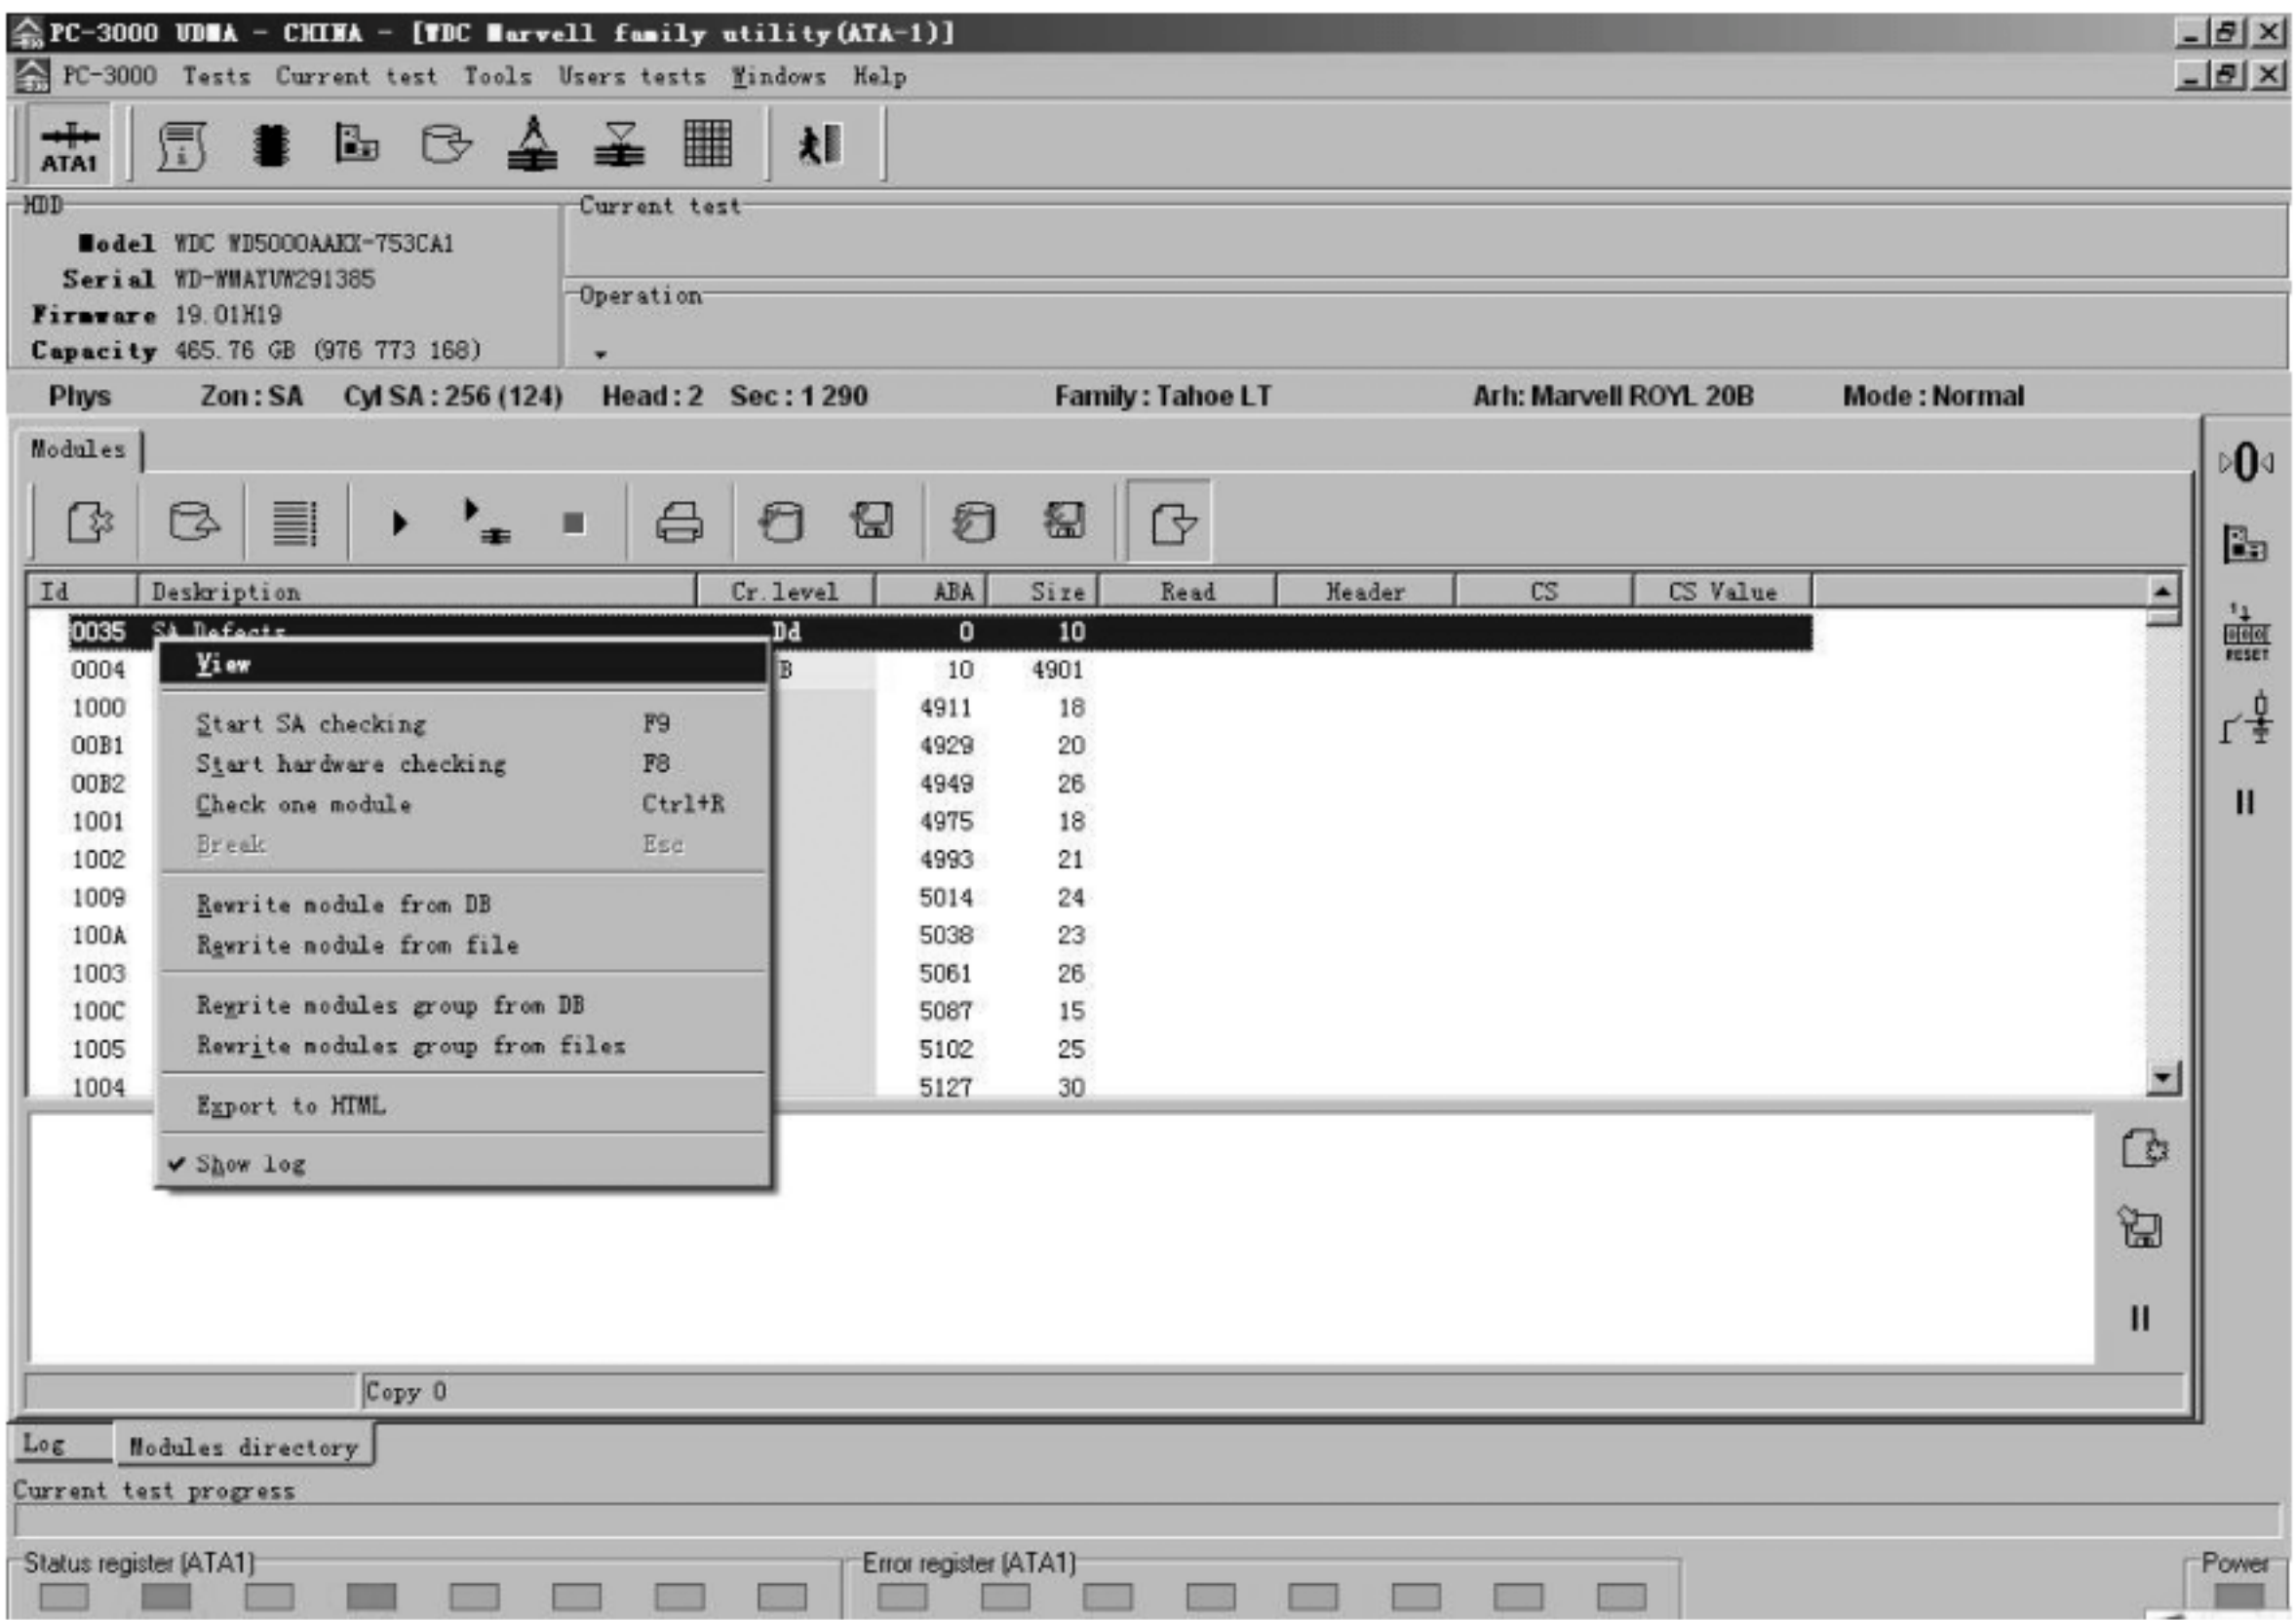 PC-3000 UDMA - CHINA - [WDC Marvell family utility(ATA-1)]
PC-3000 Tests Current test Tools Users tests Windows Help
ATA1
HDD
Current test
Model WDC WD5000AAKX-753CA1
Serial WD-WMAYUW291385
Operation
Firmware 19.01H19
Capacity 465.76 GB (976 773 168)
Phys Zon : SA Cyl SA : 256 (124) Head : 2 Sec : 1 290 Family : Tahoe LT Arh: Marvell ROYL 20B Mode : Normal
Modules
Id Deskription Cr.level ABA Size Read Header CS CS Value
0035 SA Defects Dd 0 10
0004 B 10 4901
1000 4911 18
00B1 4929 20
00B2 4949 26
1001 4975 18
1002 4993 21
1009 5014 24
100A 5038 23
1003 5061 26
100C 5087 15
1005 5102 25
1004 5127 30
View
Start SA checking F9
Start hardware checking F8
Check one module Ctrl+R
Break Esc
Rewrite module from DB
Rewrite module from file
Rewrite modules group from DB
Rewrite modules group from files
Export to HTML
Show log
RESET
Copy 0
Log Modules directory
Current test progress
Status register (ATA1) Error register (ATA1) Power